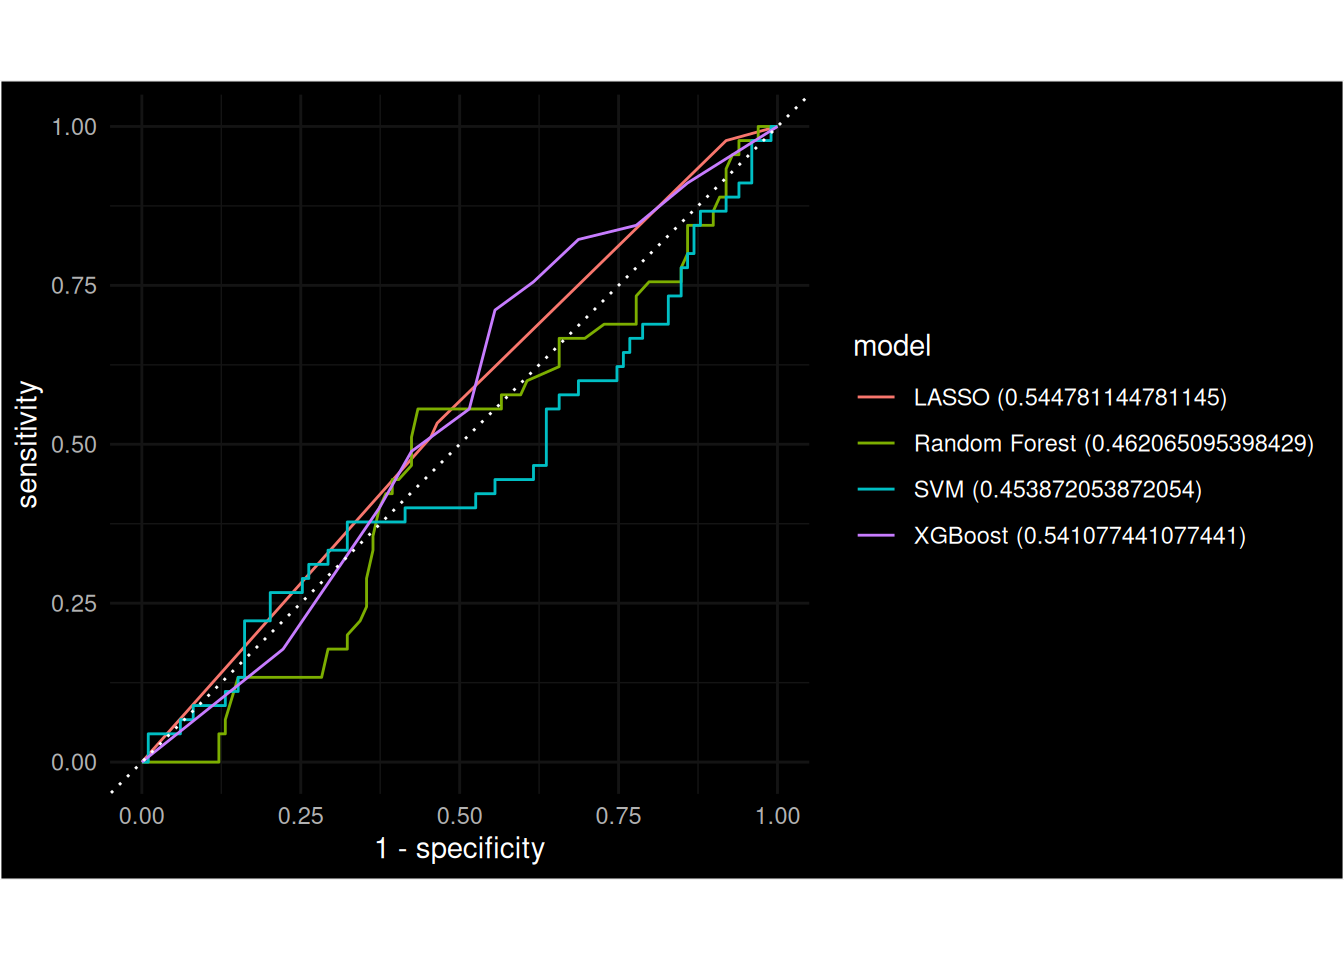 1.00
0.75
0.50
0.25
0.00
sensitivity
0.00 0.25 0.50 0.75 1.00
1 - specificity
model
LASSO (0.544781144781145)
Random Forest (0.462065095398429)
SVM (0.453872053872054)
XGBoost (0.541077441077441)